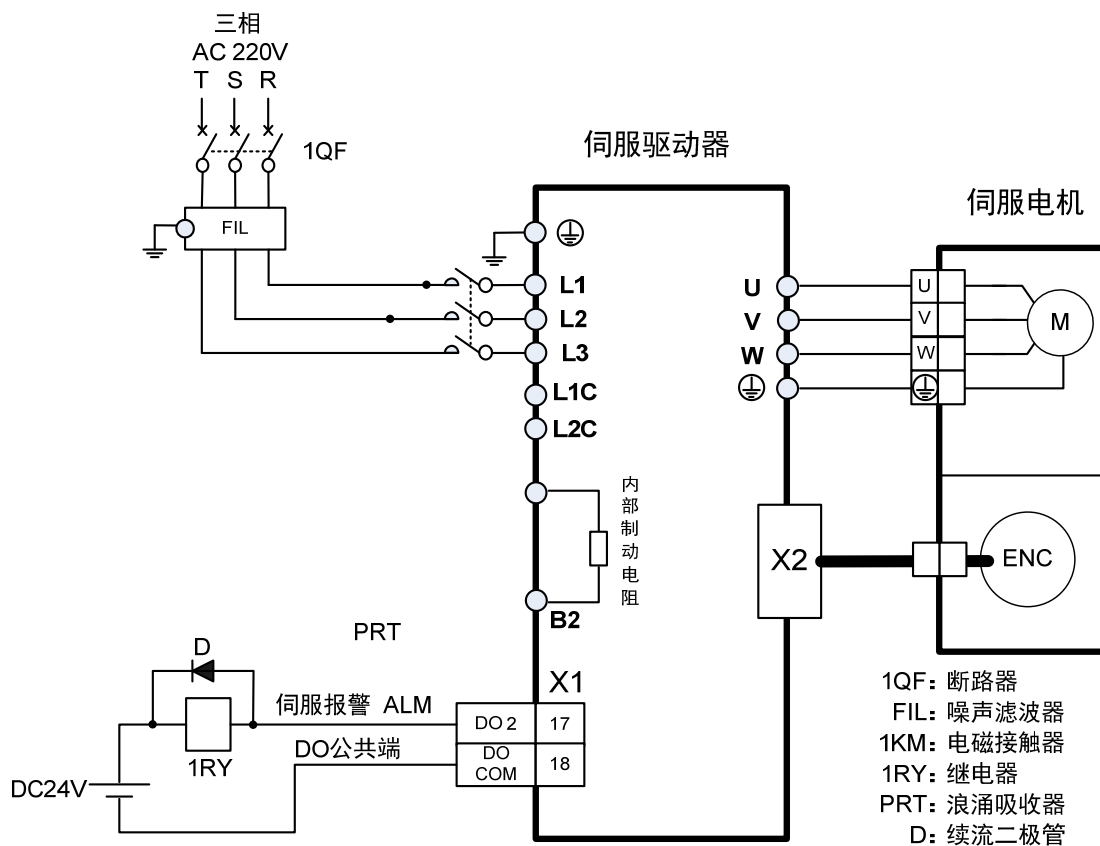 三相
AC 220V
T S R
1QF
FIL
伺服驱动器
伺服电机
L1
L2
L3
L1C
L2C
U
V
W
U
V
W
M
内部制动电阻
B2
X2
ENC
PRT
D
1RY
伺服报警 ALM
DO公共端
DC24V
X1
DO 2 17
DO COM 18
1QF: 断路器
FIL: 噪声滤波器
1KM: 电磁接触器
1RY: 继电器
PRT: 浪涌吸收器
D: 续流二极管